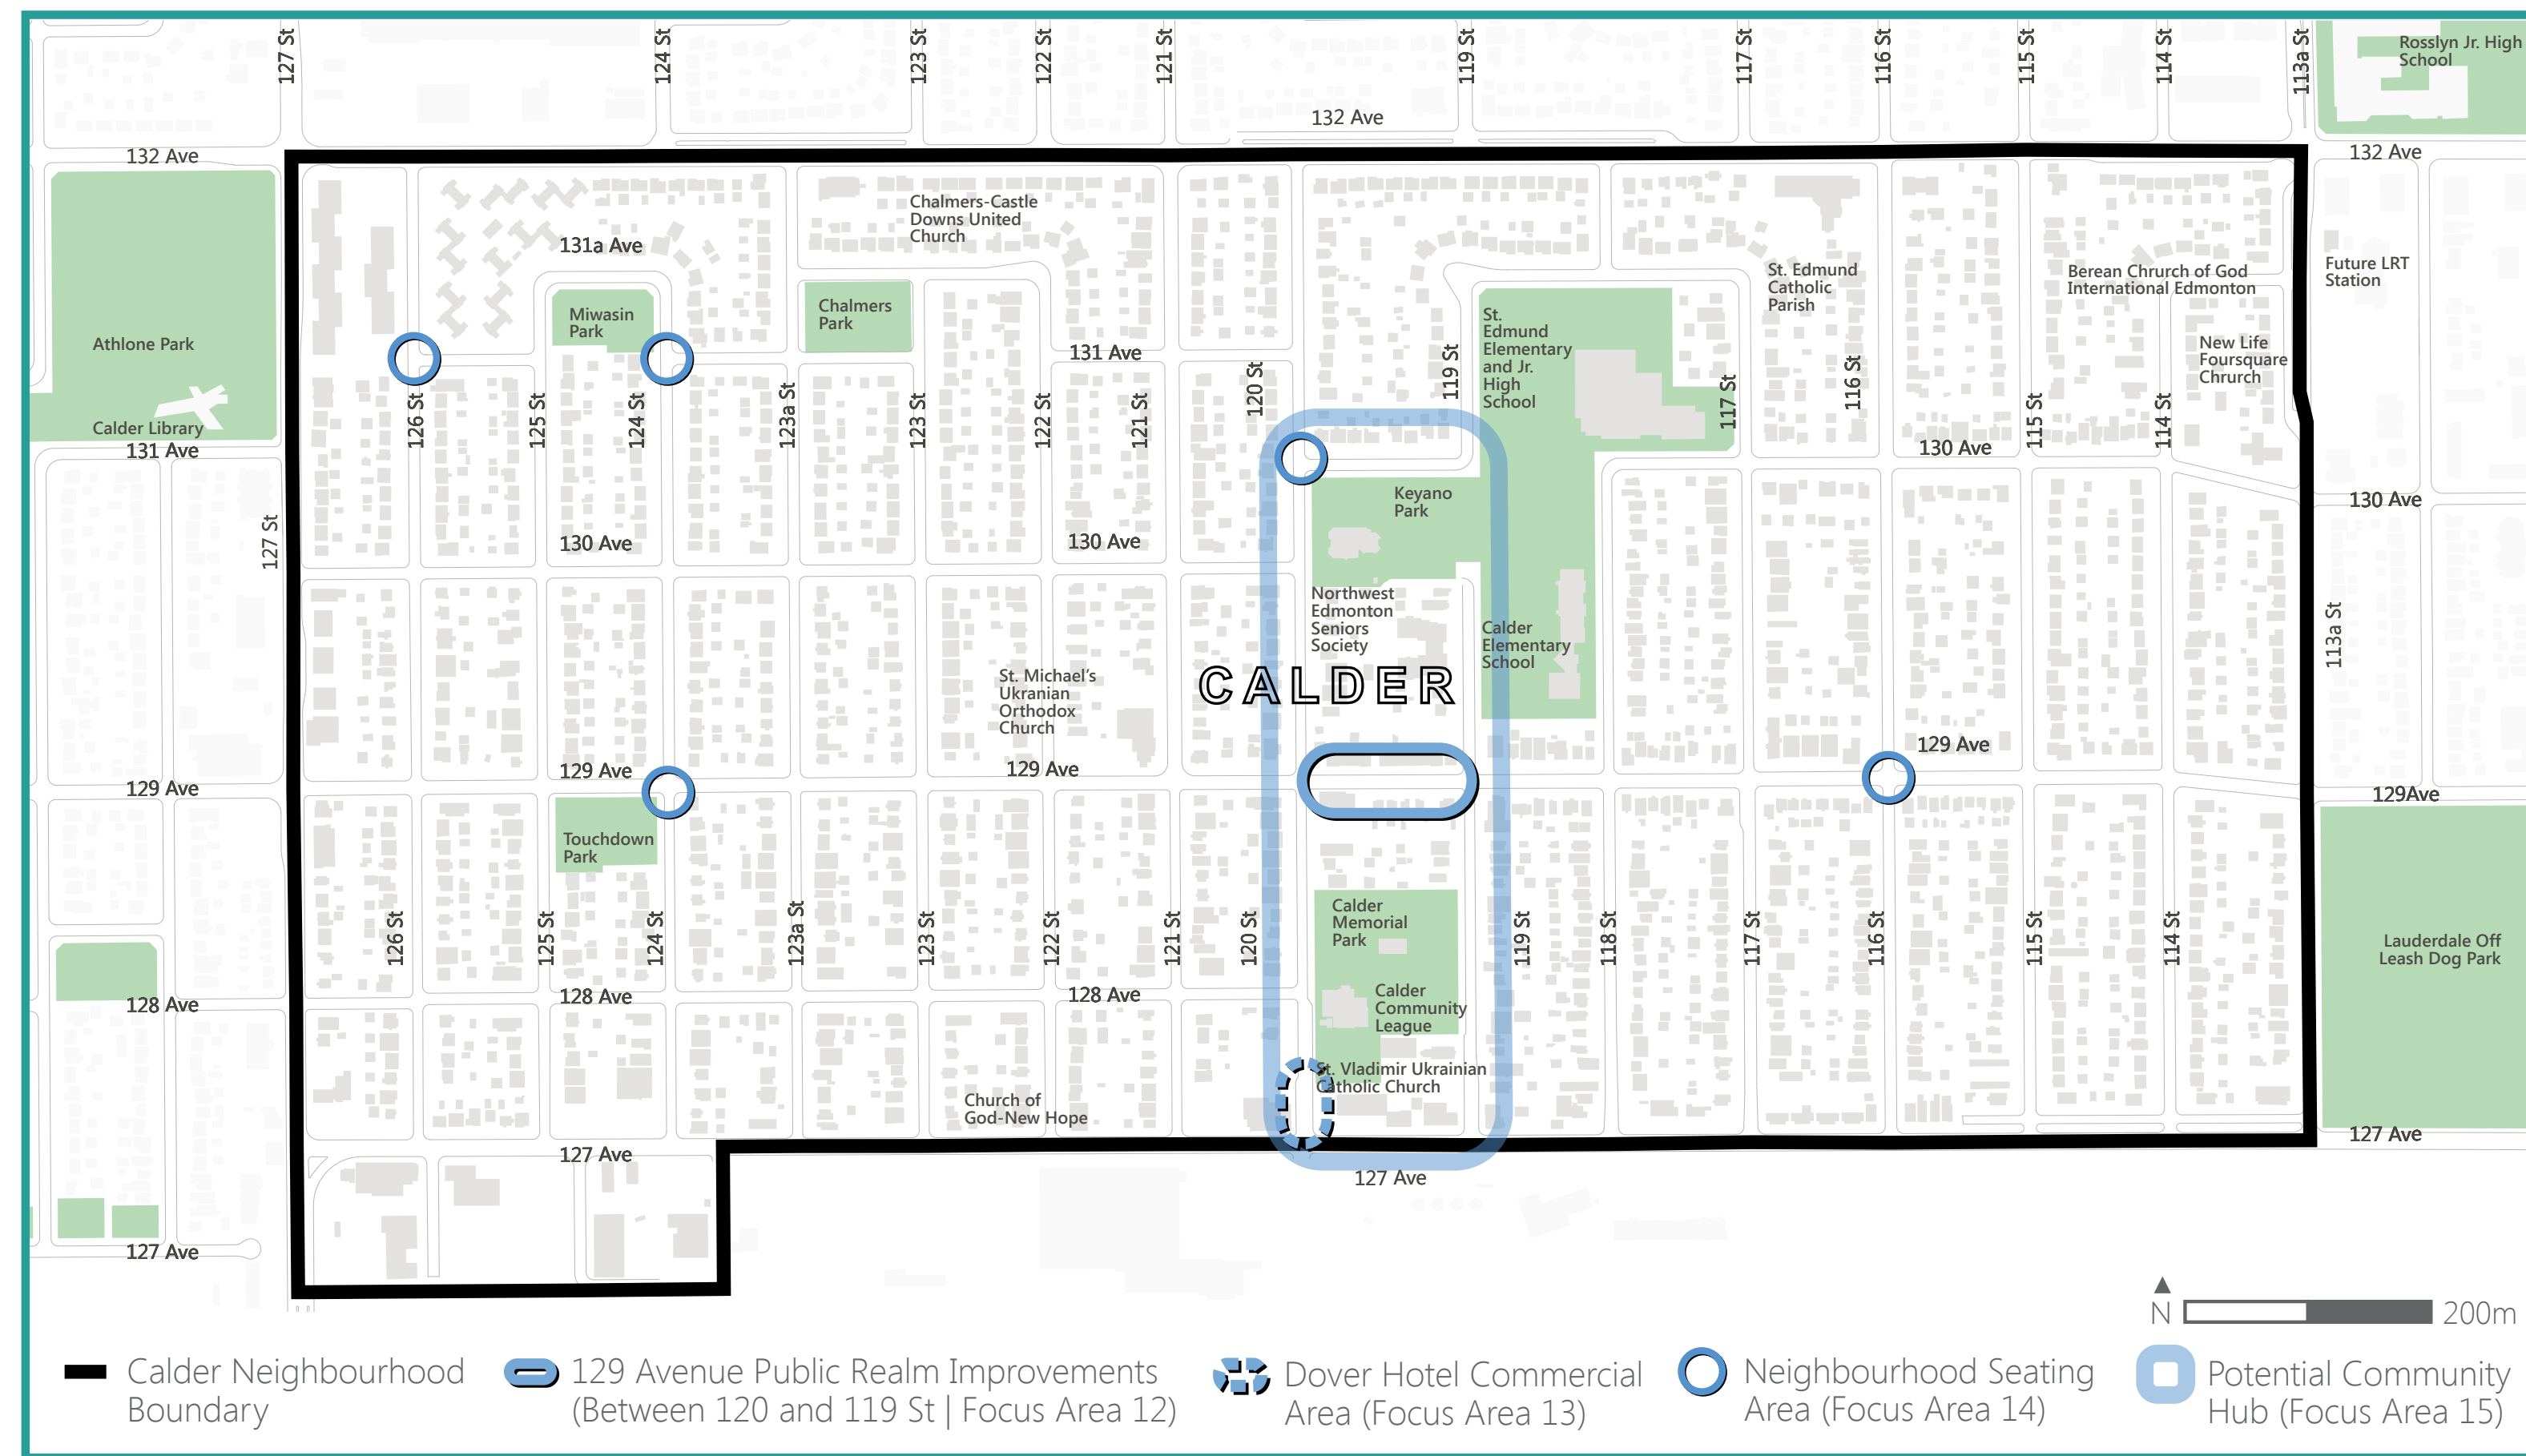 127 St
124 St
123 St
122 St
121 St
119 St
117 St
116 St
115 St
114 St
113a St
Rosslyn Jr. High
School
132 Ave
132 Ave
132 Ave
Chalmers-Castle
Downs United
Church
131a Ave
St. Edmund
Catholic
Parish
Berean Chrurch of God
International Edmonton
Future LRT
Station
Miwasin
Park
Chalmers
Park
St.
Edmund
Elementary
and Jr.
High
School
Athlone Park
131 Ave
119 St
120 St
116 St
New Life
Foursquare
Chrurch
Calder Library
131 Ave
126 St
125 St
124 St
123a St
123 St
122 St
121 St
117 St
115 St
114 St
130 Ave
Keyano
Park
130 Ave
127 St
130 Ave
130 Ave
Northwest
Edmonton
Seniors
Society
Calder
Elementary
School
113a St
St. Michael's
Ukranian
Orthodox
Church
CALDER
129 Ave
129 Ave
129 Ave
129 Ave
129Ave
Touchdown
Park
Calder
Memorial
Park
126 St
125 St
124 St
123a St
123 St
122 St
121 St
120 St
119 St
118 St
117 St
116 St
115 St
114 St
Lauderdale Off
Leash Dog Park
128 Ave
128 Ave
128 Ave
Calder
Community
League
St. Vladimir Ukrainian
Catholic Church
Church of
God-New Hope
127 Ave
127 Ave
127 Ave
127 Ave
N
200m
Calder Neighbourhood
Boundary
129 Avenue Public Realm Improvements
(Between 120 and 119 St | Focus Area 12)
Dover Hotel Commercial
Area (Focus Area 13)
Neighbourhood Seating
Area (Focus Area 14)
Potential Community
Hub (Focus Area 15)